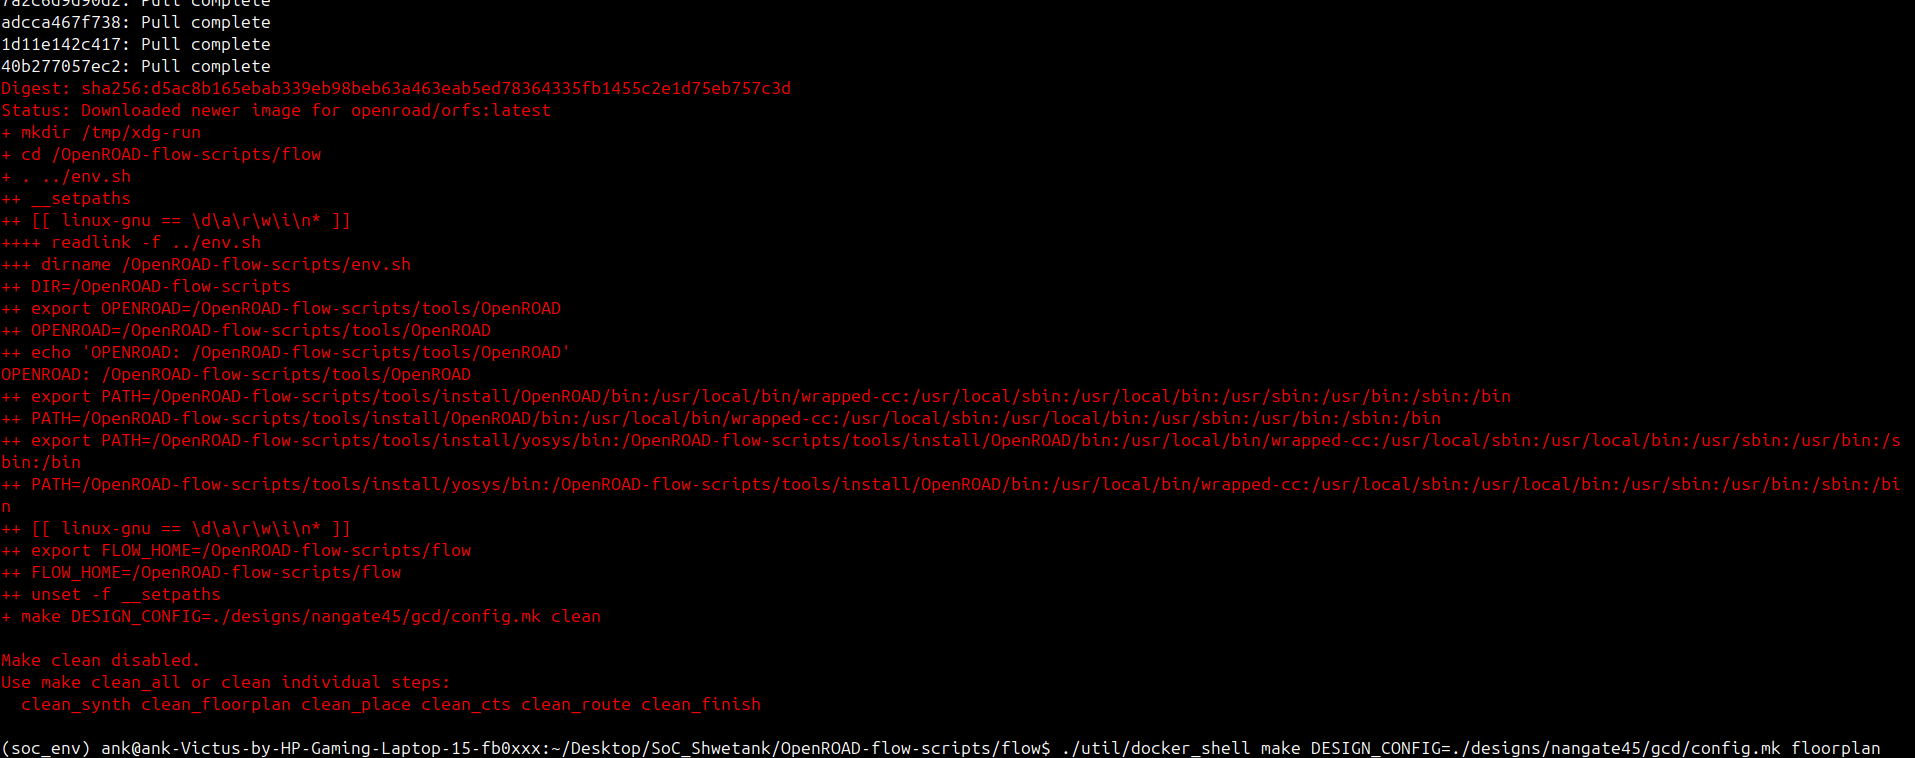 7a2c6d9d90d2: Pull complete
adcca467f738: Pull complete
1d11e142c417: Pull complete
40b277057ec2: Pull complete
Digest: sha256:d5ac8b165ebab339eb98beb63a463eab5ed78364335fb1455c2e1d75eb757c3d
Status: Downloaded newer image for openroad/orfs:latest
+ mkdir /tmp/xdg-run
+ cd /OpenROAD-flow-scripts/flow
+ . ../env.sh
++ __setpaths
++ [[ linux-gnu == \d\a\r\w\i\n* ]]
++++ readlink -f ../env.sh
+++ dirname /OpenROAD-flow-scripts/env.sh
++ DIR=/OpenROAD-flow-scripts
++ export OPENROAD=/OpenROAD-flow-scripts/tools/OpenROAD
++ OPENROAD=/OpenROAD-flow-scripts/tools/OpenROAD
++ echo 'OPENROAD: /OpenROAD-flow-scripts/tools/OpenROAD'
OPENROAD: /OpenROAD-flow-scripts/tools/OpenROAD
++ export PATH=/OpenROAD-flow-scripts/tools/install/OpenROAD/bin:/usr/local/bin/wrapped-cc:/usr/local/sbin:/usr/local/bin:/usr/sbin:/usr/bin:/sbin:/bin
++ PATH=/OpenROAD-flow-scripts/tools/install/OpenROAD/bin:/usr/local/bin/wrapped-cc:/usr/local/sbin:/usr/local/bin:/usr/sbin:/usr/bin:/sbin:/bin
++ export PATH=/OpenROAD-flow-scripts/tools/install/yosys/bin:/OpenROAD-flow-scripts/tools/install/OpenROAD/bin:/usr/local/bin/wrapped-cc:/usr/local/sbin:/usr/local/bin:/usr/sbin:/usr/bin:/s
bin:/bin
++ PATH=/OpenROAD-flow-scripts/tools/install/yosys/bin:/OpenROAD-flow-scripts/tools/install/OpenROAD/bin:/usr/local/bin/wrapped-cc:/usr/local/sbin:/usr/local/bin:/usr/sbin:/usr/bin:/sbin:/bi
n
++ [[ linux-gnu == \d\a\r\w\i\n* ]]
++ export FLOW_HOME=/OpenROAD-flow-scripts/flow
++ FLOW_HOME=/OpenROAD-flow-scripts/flow
++ unset -f __setpaths
+ make DESIGN_CONFIG=./designs/nangate45/gcd/config.mk clean
Make clean disabled.
Use make clean_all or clean individual steps:
clean_synth clean_floorplan clean_place clean_cts clean_route clean_finish
(soc_env) ank@ank-Victus-by-HP-Gaming-Laptop-15-fb0xxx:~/Desktop/SoC_Shwetank/OpenROAD-flow-scripts/flow$ ./util/docker_shell make DESIGN_CONFIG=./designs/nangate45/gcd/config.mk floorplan